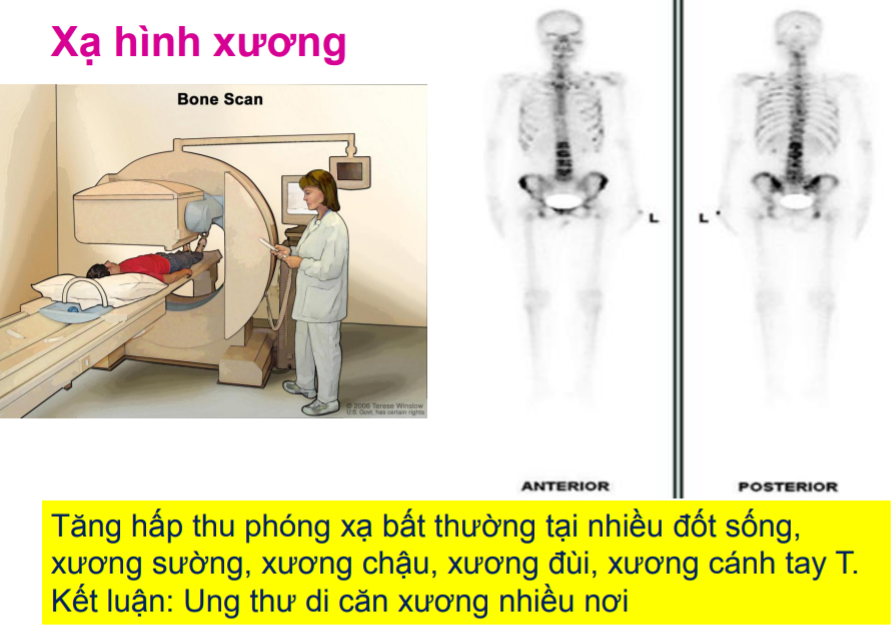 Xạ hình xương
Bone Scan
© 2005 Terese Winslow
U.S. Govt. has certain rights
L
L
ANTERIOR
POSTERIOR
Tăng hấp thu phóng xạ bất thường tại nhiều đốt sống,
xương sường, xương chậu, xương đùi, xương cánh tay T.
Kết luận: Ung thư di căn xương nhiều nơi